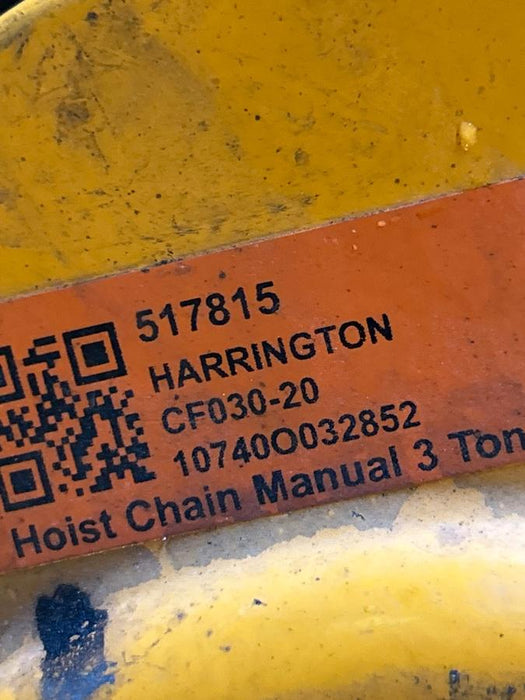 517815
HARRINGTON
CF030-20
10740O032852
Hoist Chain Manual 3 Ton